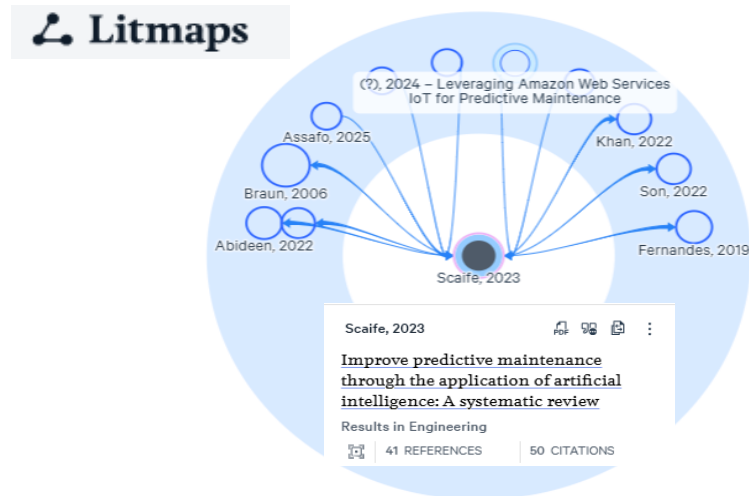 Litmaps
(?), 2024 – Leveraging Amazon Web Services
IoT for Predictive Maintenance
Assafo, 2025
Khan, 2022
Braun, 2006
Son, 2022
Abideen, 2022
Fernandes, 2019
Scaife, 2023
Scaife, 2023
PDF
Improve predictive maintenance
through the application of artificial
intelligence: A systematic review
Results in Engineering
41 REFERENCES
50 CITATIONS